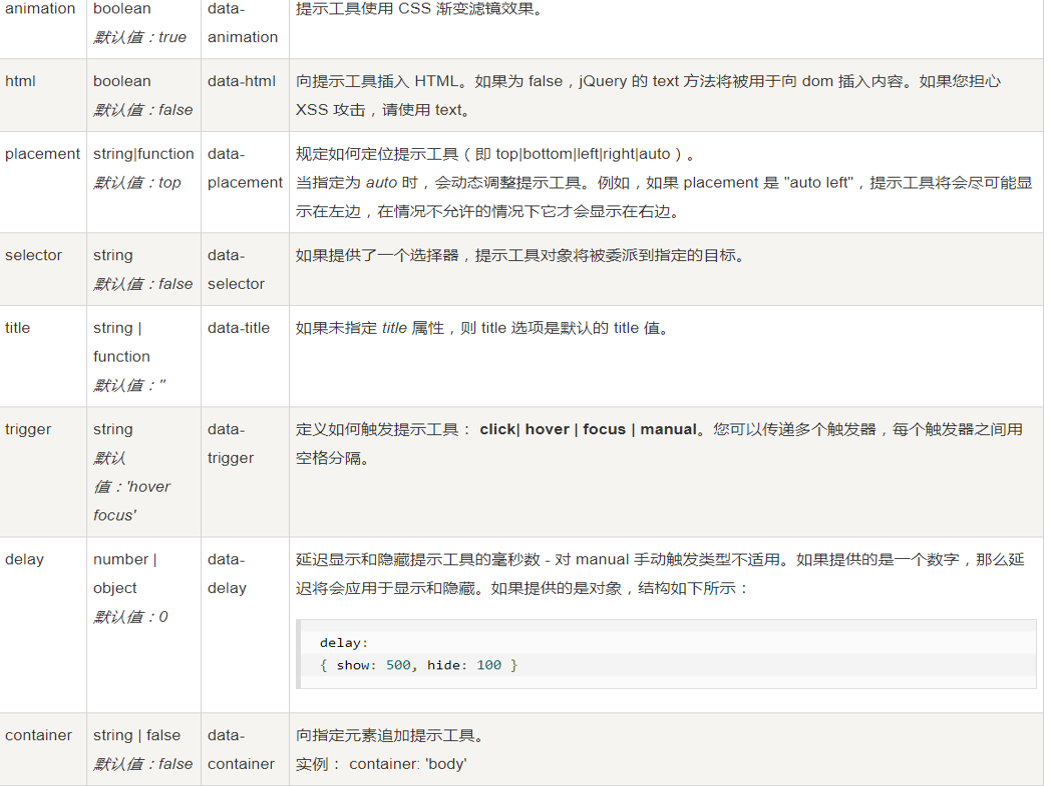 animation boolean data- 提示工具使用 CSS 渐变滤镜效果。
默认值：true animation
html boolean data-html 向提示工具插入 HTML。如果为 false，jQuery 的 text 方法将被用于向 dom 插入内容。如果您担心
默认值：false XSS 攻击，请使用 text。
placement string|function data- 规定如何定位提示工具（即 top|bottom|left|right|auto）。
默认值：top placement 当指定为 auto 时，会动态调整提示工具。例如，如果 placement 是 "auto left"，提示工具将会尽可能显
示在左边，在情况不允许的情况下它才会显示在右边。
selector string data- 如果提供了一个选择器，提示工具对象将被委派到指定的目标。
默认值：false selector
title string | data-title 如果未指定 title 属性，则 title 选项是默认的 title 值。
function
默认值：''
trigger string data- 定义如何触发提示工具： click| hover | focus | manual。您可以传递多个触发器，每个触发器之间用
默认 trigger 空格分隔。
值：'hover
focus'
delay number | data- 延迟显示和隐藏提示工具的毫秒数 - 对 manual 手动触发类型不适用。如果提供的是一个数字，那么延
object delay 迟将会应用于显示和隐藏。如果提供的是对象，结构如下所示：
默认值：0
delay:
{ show: 500, hide: 100 }
container string | false data- 向指定元素追加提示工具。
默认值：false container 实例： container: 'body'